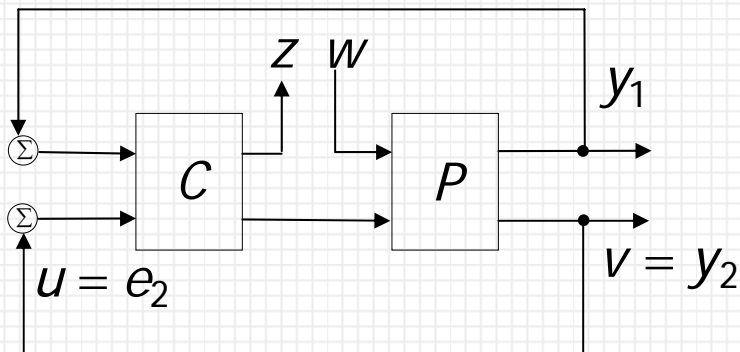 z w
y₁
Σ
C P
Σ
u = e₂
v = y₂